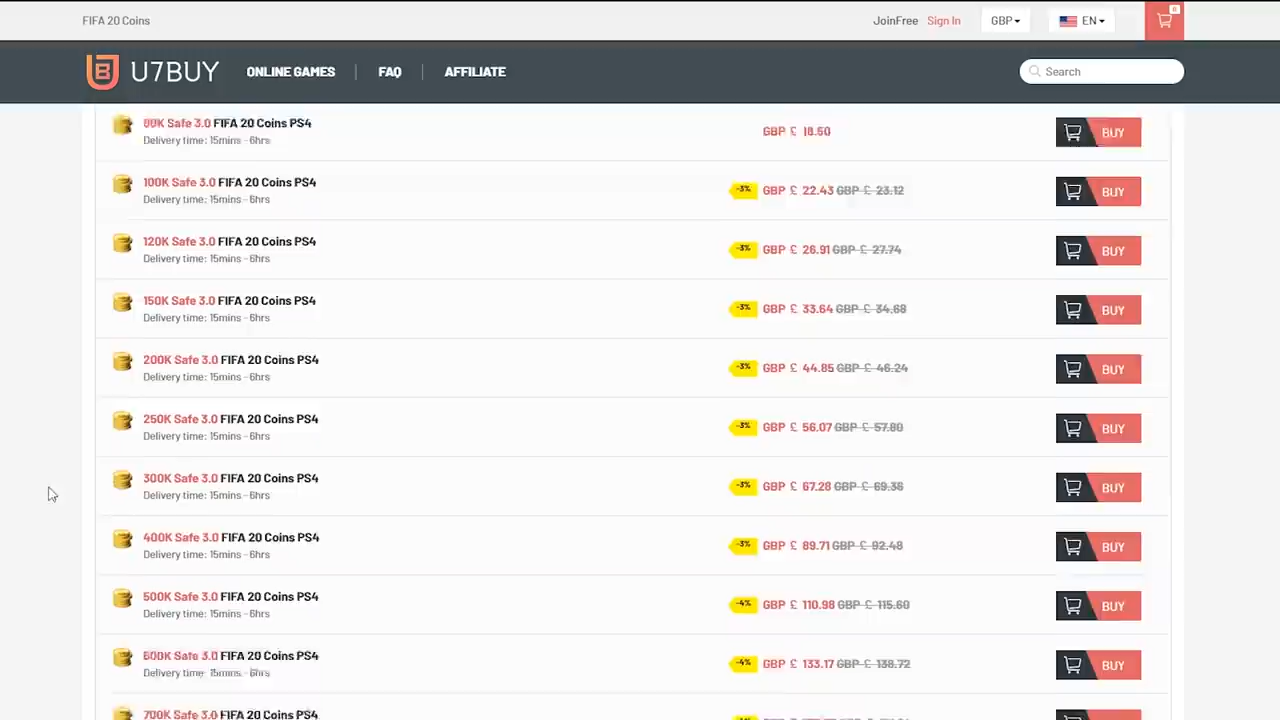 FIFA 20 Coins
JoinFree Sign In GBP EN 0
U7BUY ONLINE GAMES | FAQ | AFFILIATE Search
80K Safe 3.0 FIFA 20 Coins PS4
Delivery time: 15mins - 6hrs
GBP £ 18.50 BUY
100K Safe 3.0 FIFA 20 Coins PS4
Delivery time: 15mins - 6hrs
-3% GBP £ 22.43 GBP £ 23.12 BUY
120K Safe 3.0 FIFA 20 Coins PS4
Delivery time: 15mins - 6hrs
-3% GBP £ 26.91 GBP £ 27.74 BUY
150K Safe 3.0 FIFA 20 Coins PS4
Delivery time: 15mins - 6hrs
-3% GBP £ 33.64 GBP £ 34.68 BUY
200K Safe 3.0 FIFA 20 Coins PS4
Delivery time: 15mins - 6hrs
-3% GBP £ 44.85 GBP £ 46.24 BUY
250K Safe 3.0 FIFA 20 Coins PS4
Delivery time: 15mins - 6hrs
-3% GBP £ 56.07 GBP £ 57.80 BUY
300K Safe 3.0 FIFA 20 Coins PS4
Delivery time: 15mins - 6hrs
-3% GBP £ 67.28 GBP £ 69.36 BUY
400K Safe 3.0 FIFA 20 Coins PS4
Delivery time: 15mins - 6hrs
-3% GBP £ 89.71 GBP £ 92.48 BUY
500K Safe 3.0 FIFA 20 Coins PS4
Delivery time: 15mins - 6hrs
-4% GBP £ 110.98 GBP £ 115.60 BUY
600K Safe 3.0 FIFA 20 Coins PS4
Delivery time: 15mins - 6hrs
-4% GBP £ 133.17 GBP £ 138.72 BUY
700K Safe 3.0 FIFA 20 Coins PS4